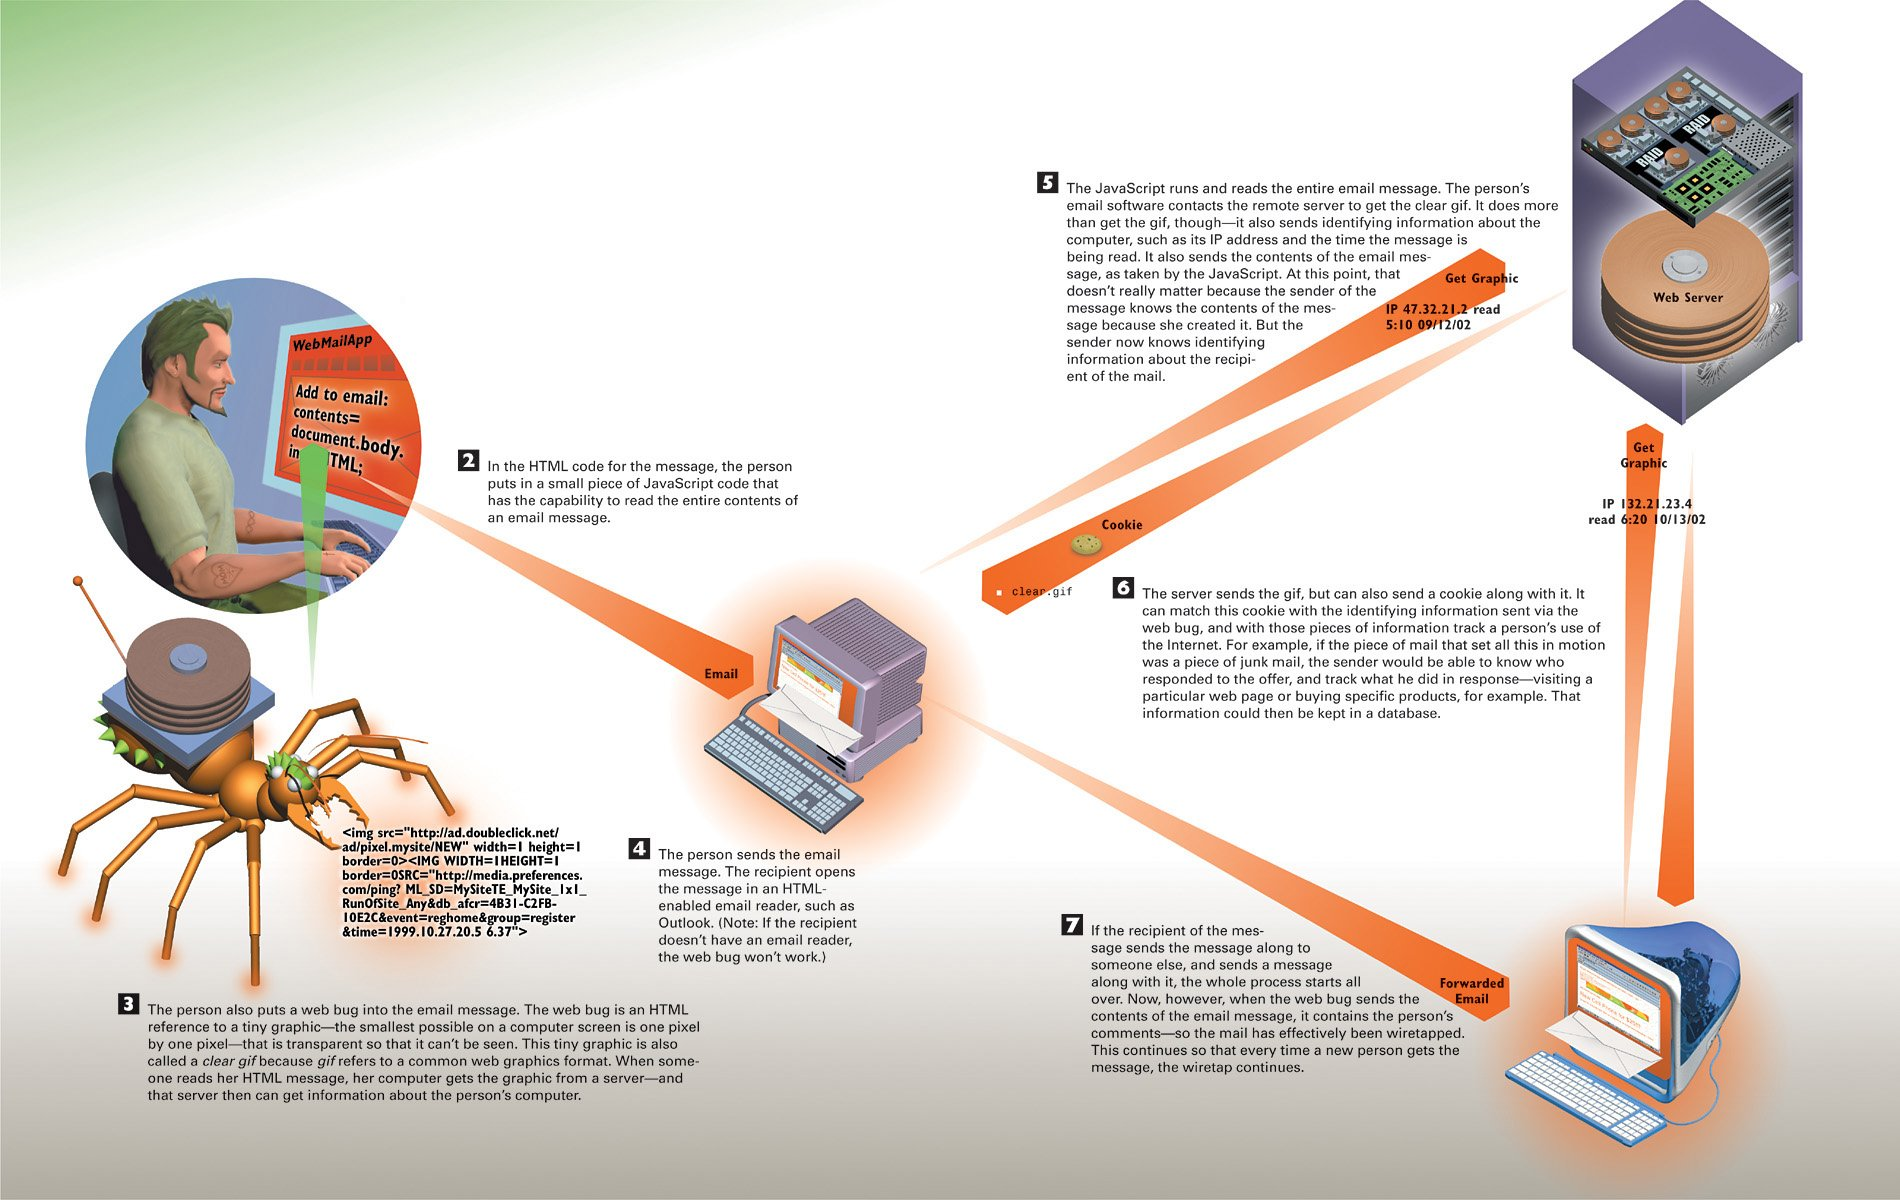 WebMailApp
Add to email:
contents=
document.body.
TML;
2
In the HTML code for the message, the person
puts in a small piece of JavaScript code that
has the capability to read the entire contents of
an email message.
<img src="http://ad.doubleclick.net/
ad/pixel.mysite/NEW" width=1 height=1
border=0><IMG WIDTH=1HEIGHT=1
border=0SRC="http://media.preferences.
com/ping? ML_SD=MySiteTE_MySite_1x1_
RunOfSite_Any&db_afcr=4B31-C2FB-
10E2C&event=reghome&group=register
&time=1999.10.27.20.5 6.37">
3
The person also puts a web bug into the email message. The web bug is an HTML
reference to a tiny graphic—the smallest possible on a computer screen is one pixel
by one pixel—that is transparent so that it can't be seen. This tiny graphic is also
called a clear gif because gif refers to a common web graphics format. When some-
one reads her HTML message, her computer gets the graphic from a server—and
that server then can get information about the person's computer.
Email
4
The person sends the email
message. The recipient opens
the message in an HTML-
enabled email reader, such as
Outlook. (Note: If the recipient
doesn't have an email reader,
the web bug won't work.)
5
The JavaScript runs and reads the entire email message. The person's
email software contacts the remote server to get the clear gif. It does more
than get the gif, though—it also sends identifying information about the
computer, such as its IP address and the time the message is
being read. It also sends the contents of the email mes-
sage, as taken by the JavaScript. At this point, that
doesn't really matter because the sender of the
message knows the contents of the mes-
sage because she created it. But the
sender now knows identifying
information about the recipi-
ent of the mail.
Get Graphic
IP 47.32.21.2 read
5:10 09/12/02
RAID
RAID
Web Server
Cookie
clear.gif
6
The server sends the gif, but can also send a cookie along with it. It
can match this cookie with the identifying information sent via the
web bug, and with those pieces of information track a person's use of
the Internet. For example, if the piece of mail that set all this in motion
was a piece of junk mail, the sender would be able to know who
responded to the offer, and track what he did in response—visiting a
particular web page or buying specific products, for example. That
information could then be kept in a database.
Get
Graphic
IP 132.21.23.4
read 6:20 10/13/02
7
If the recipient of the mes-
sage sends the message along to
someone else, and sends a message
along with it, the whole process starts all
over. Now, however, when the web bug sends the
contents of the email message, it contains the person's
comments—so the mail has effectively been wiretapped.
This continues so that every time a new person gets the
message, the wiretap continues.
Forwarded
Email